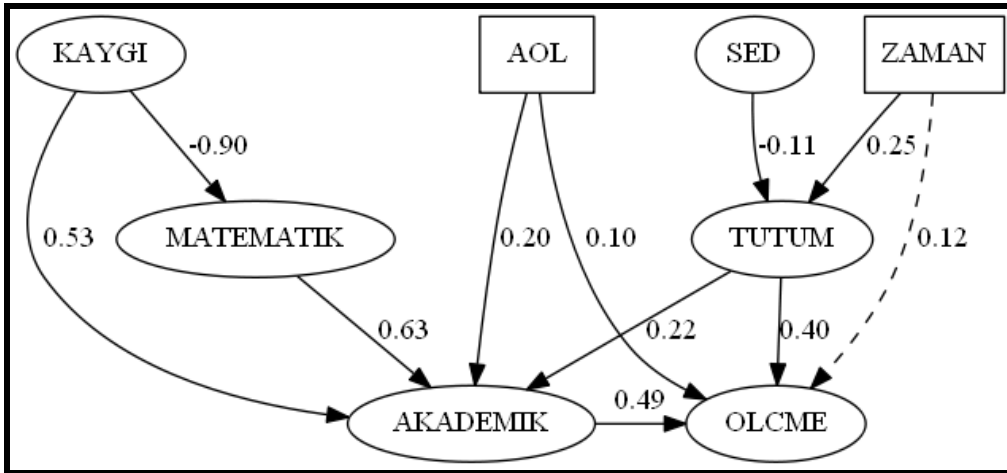 KAYGI
AOL
SED
ZAMAN
-0.90
-0.11
0.25
0.53
MATEMATIK
0.20
0.10
TUTUM
0.12
0.63
0.22
0.40
AKADEMIK
0.49
OLCME